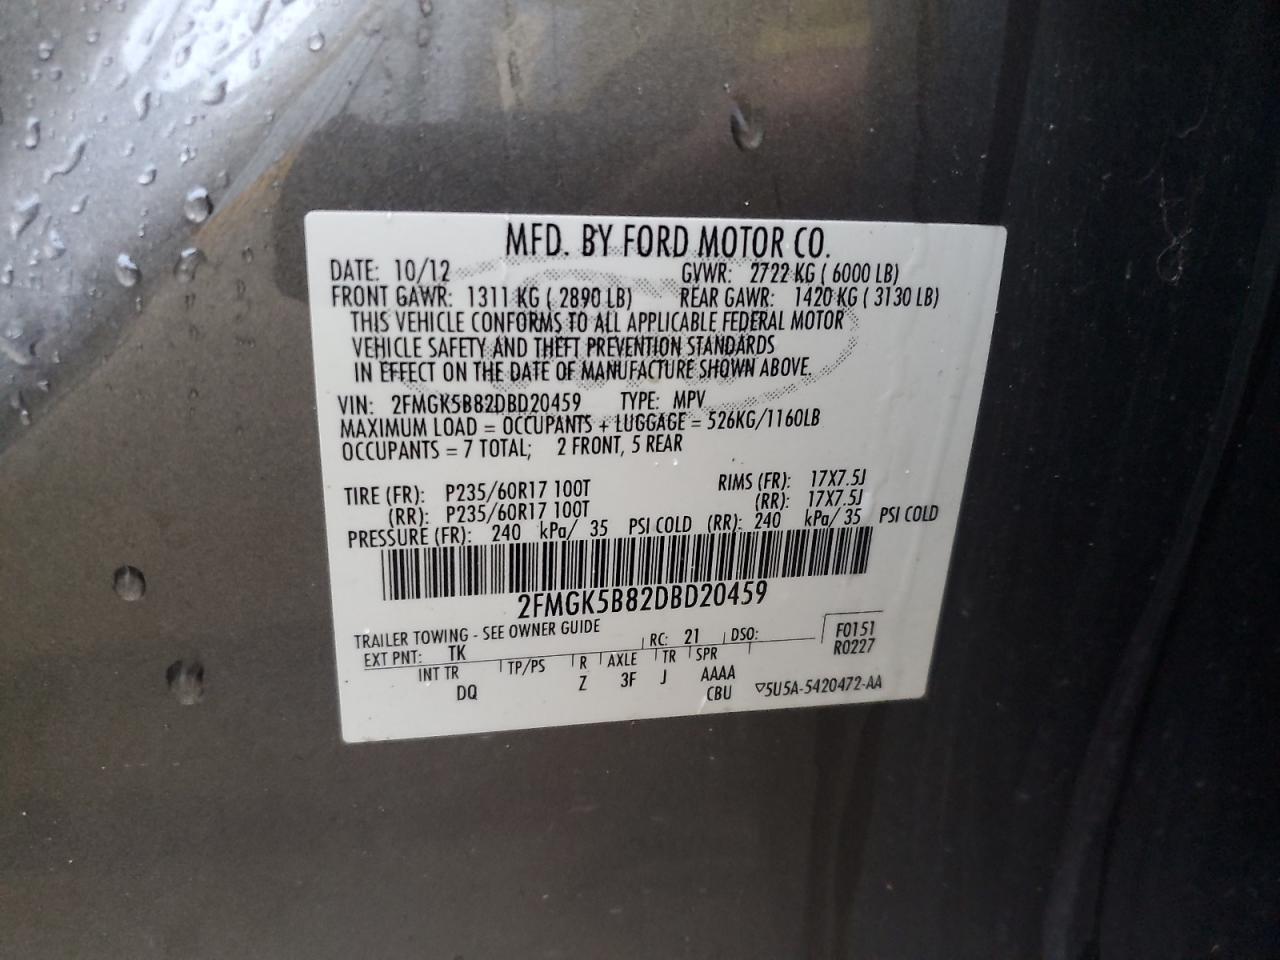 MFD. BY FORD MOTOR CO.
DATE: 10/12 GVWR: 2722 KG ( 6000 LB)
FRONT GAWR: 1311 KG ( 2890 LB) REAR GAWR: 1420 KG ( 3130 LB)
THIS VEHICLE CONFORMS TO ALL APPLICABLE FEDERAL MOTOR
VEHICLE SAFETY AND THEFT PREVENTION STANDARDS
IN EFFECT ON THE DATE OF MANUFACTURE SHOWN ABOVE.
VIN: 2FMGK5B82DBD20459 TYPE: MPV
MAXIMUM LOAD = OCCUPANTS + LUGGAGE = 526KG/1160LB
OCCUPANTS = 7 TOTAL; 2 FRONT, 5 REAR
TIRE (FR): P235/60R17 100T RIMS (FR): 17X7.5J
(RR): P235/60R17 100T (RR): 17X7.5J
PRESSURE (FR): 240 kPa/ 35 PSI COLD (RR): 240 kPa/ 35 PSI COLD
2FMGK5B82DBD20459
TRAILER TOWING - SEE OWNER GUIDE
EXT PNT: TK RC: 21 DSO: F0151
R0227
INT TR TP/PS R AXLE TR SPR
DQ Z 3F J AAAA
CBU ▽5U5A-5420472-AA